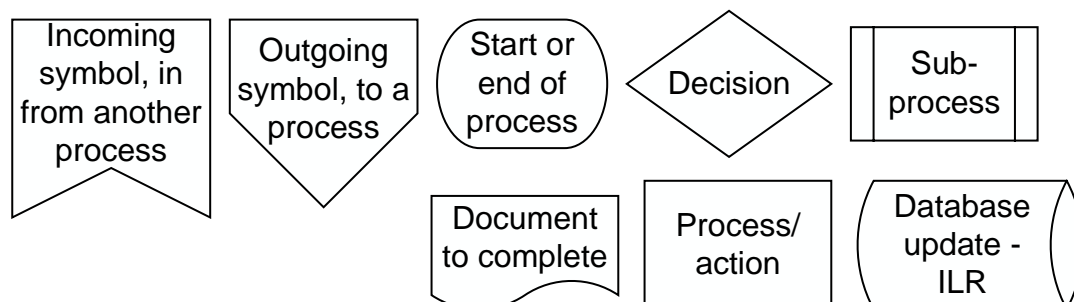 Incoming
symbol, in
from another
process
Outgoing
symbol, to a
process
Start or
end of
process
Decision
Sub-
process
Document
to complete
Process/
action
Database
update -
ILR